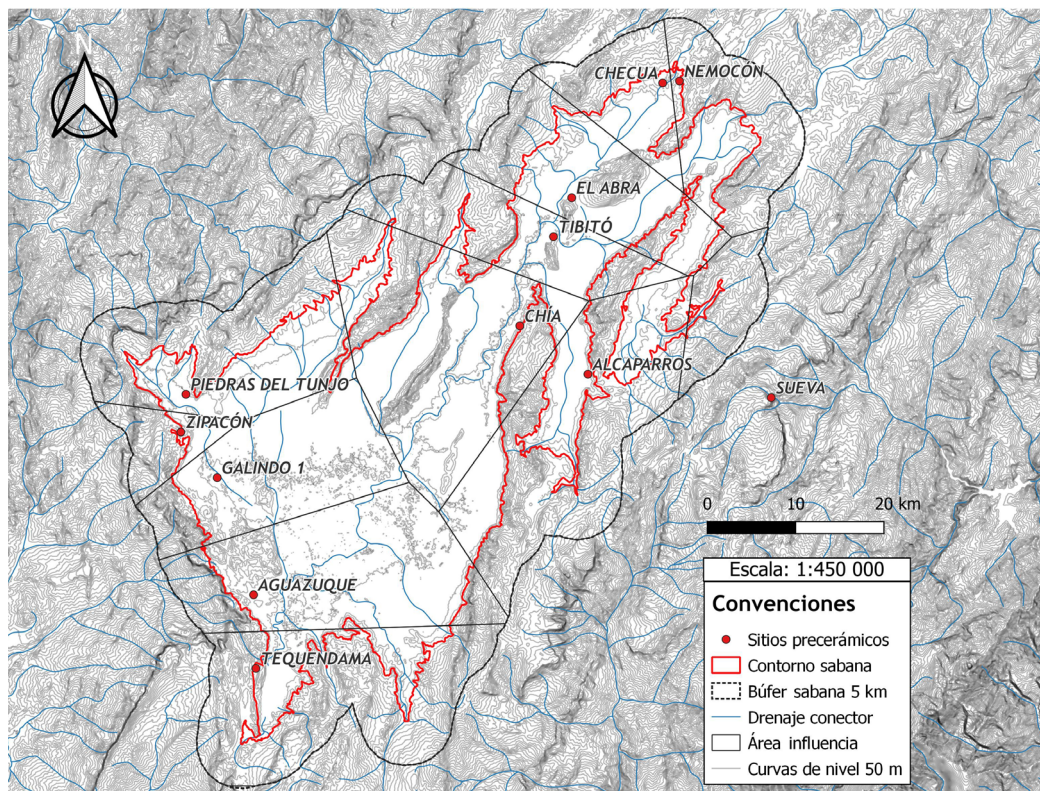 N
CHECUA
NEMOCÓN
EL ABRA
TIBITÓ
CHÍA
ALCAPARROS
SUEVA
PIEDRAS DEL TUNJO
ZIPACÓN
GALINDO 1
AGUAZUQUE
TEQUENDAMA
0 10 20 km
Escala: 1:450 000
Convenciones
Sitios precerámicos
Contorno sabana
Búfer sabana 5 km
Drenaje conector
Área influencia
Curvas de nivel 50 m